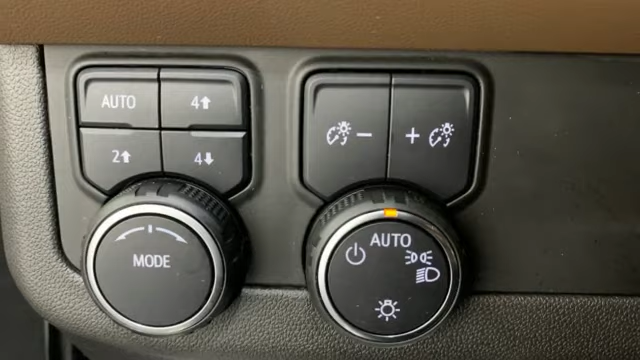 AUTO 4⬆
2⬆ 4⬇
− +
MODE
AUTO